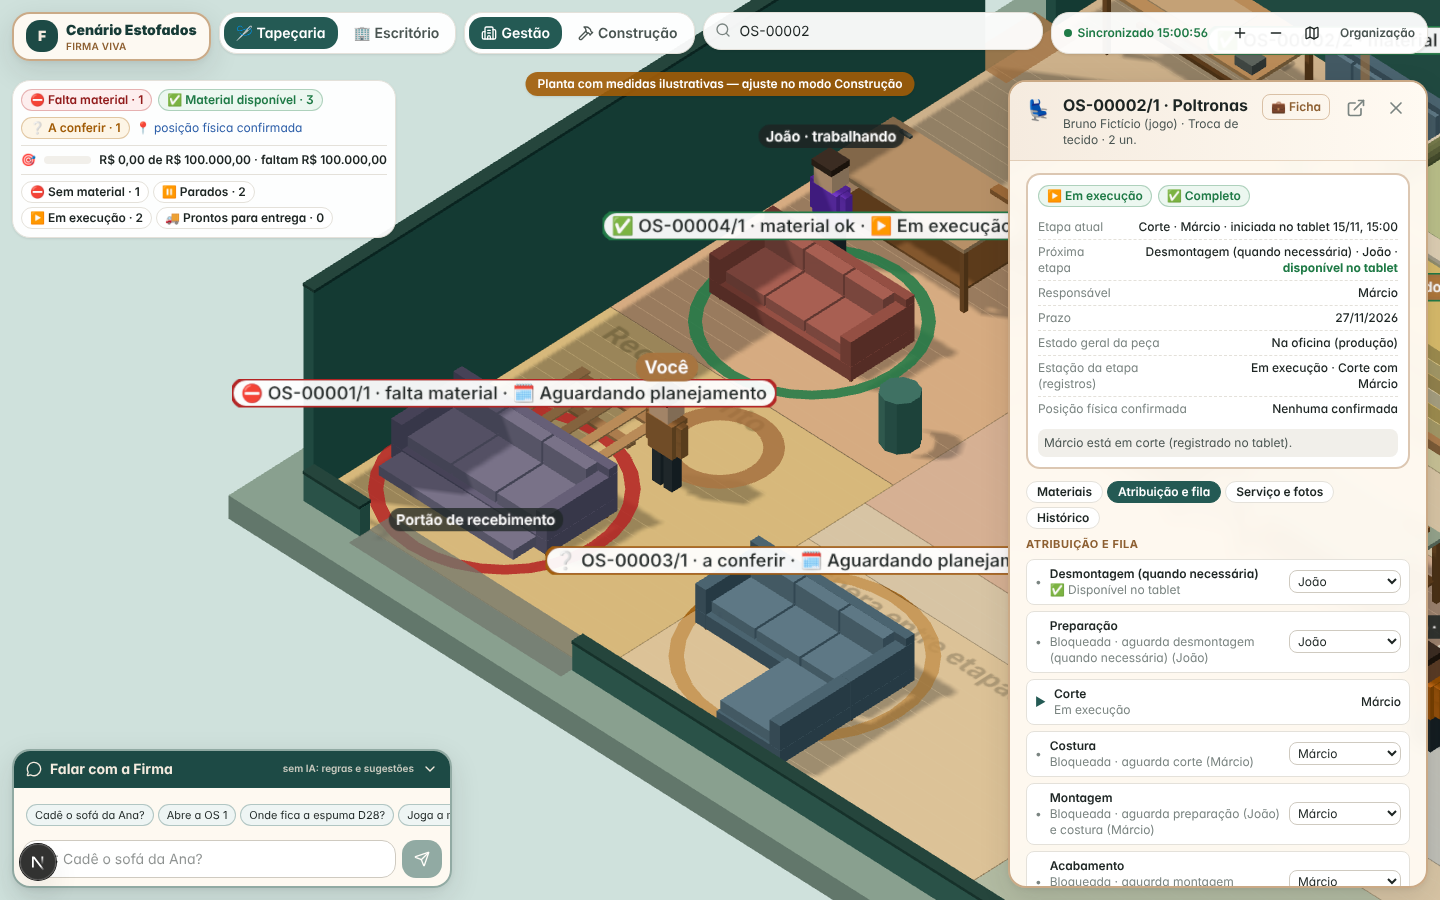 F
Cenário Estofados
FIRMA VIVA
Tapeçaria
Escritório
Gestão
Construção
OS-00002
Sincronizado 15:00:56
Organização
Falta material · 1
Material disponível · 3
A conferir · 1
posição física confirmada
R$ 0,00 de R$ 100.000,00 · faltam R$ 100.000,00
Sem material · 1
Parados · 2
Em execução · 2
Prontos para entrega · 0
Planta com medidas ilustrativas — ajuste no modo Construção
João · trabalhando
OS-00004/1 · material ok · ▶ Em execução
Você
OS-00001/1 · falta material · Aguardando planejamento
Portão de recebimento
OS-00003/1 · a conferir · Aguardando planejam
OS-00002/1 · Poltronas
Bruno Fictício (jogo) · Troca de
tecido · 2 un.
Ficha
Em execução
Completo
Etapa atual
Corte · Márcio · iniciada no tablet 15/11, 15:00
Próxima
etapa
Desmontagem (quando necessária) · João ·
disponível no tablet
Responsável
Márcio
Prazo
27/11/2026
Estado geral da peça
Na oficina (produção)
Estação da etapa
(registros)
Em execução · Corte com
Márcio
Posição física confirmada
Nenhuma confirmada
Márcio está em corte (registrado no tablet).
Materiais
Atribuição e fila
Serviço e fotos
Histórico
ATRIBUIÇÃO E FILA
Desmontagem (quando necessária)
Disponível no tablet
João
Preparação
Bloqueada · aguarda desmontagem
(quando necessária) (João)
João
Corte
Em execução
Márcio
Costura
Bloqueada · aguarda corte (Márcio)
Márcio
Montagem
Bloqueada · aguarda preparação (João)
e costura (Márcio)
Márcio
Acabamento
Bloqueada · aguarda montagem
Márcio
Falar com a Firma
sem IA: regras e sugestões
Cadê o sofá da Ana?
Abre a OS 1
Onde fica a espuma D28?
Joga a
N
Cadê o sofá da Ana?